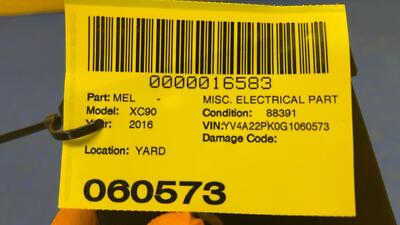 0000016583
Part: MEL - MISC. ELECTRICAL PART
Model: XC90 Condition: 88391
Year: 2016 VIN:YV4A22PK0G1060573
Damage Code:
Location: YARD
060573